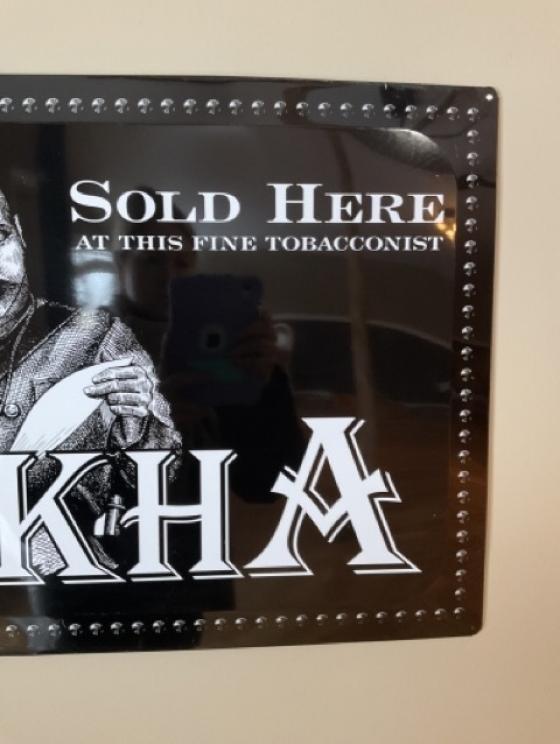 SOLD HERE
AT THIS FINE TOBACCONIST
KHA